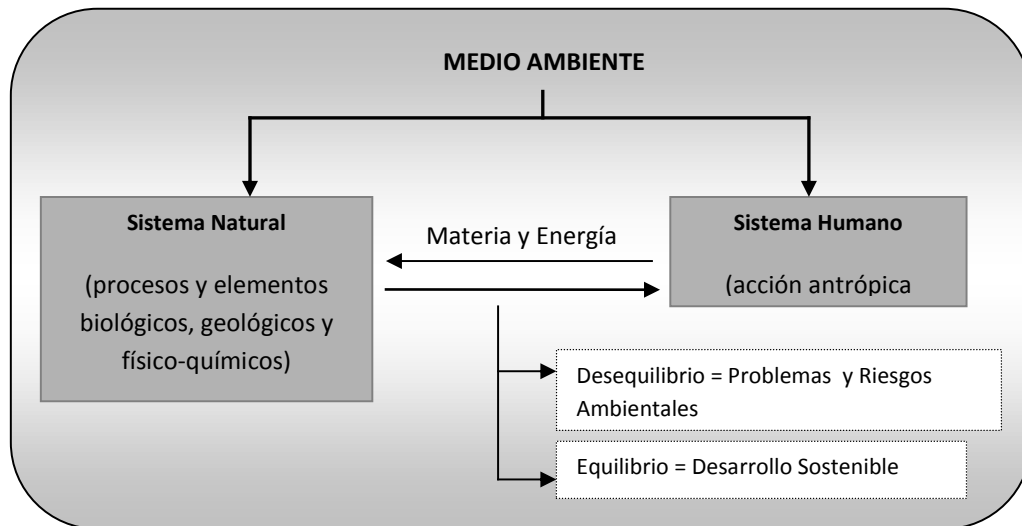 MEDIO AMBIENTE
Sistema Natural
(procesos y elementos
biológicos, geológicos y
físico-químicos)
Materia y Energía
Sistema Humano
(acción antrópica
Desequilibrio = Problemas y Riesgos
Ambientales
Equilibrio = Desarrollo Sostenible